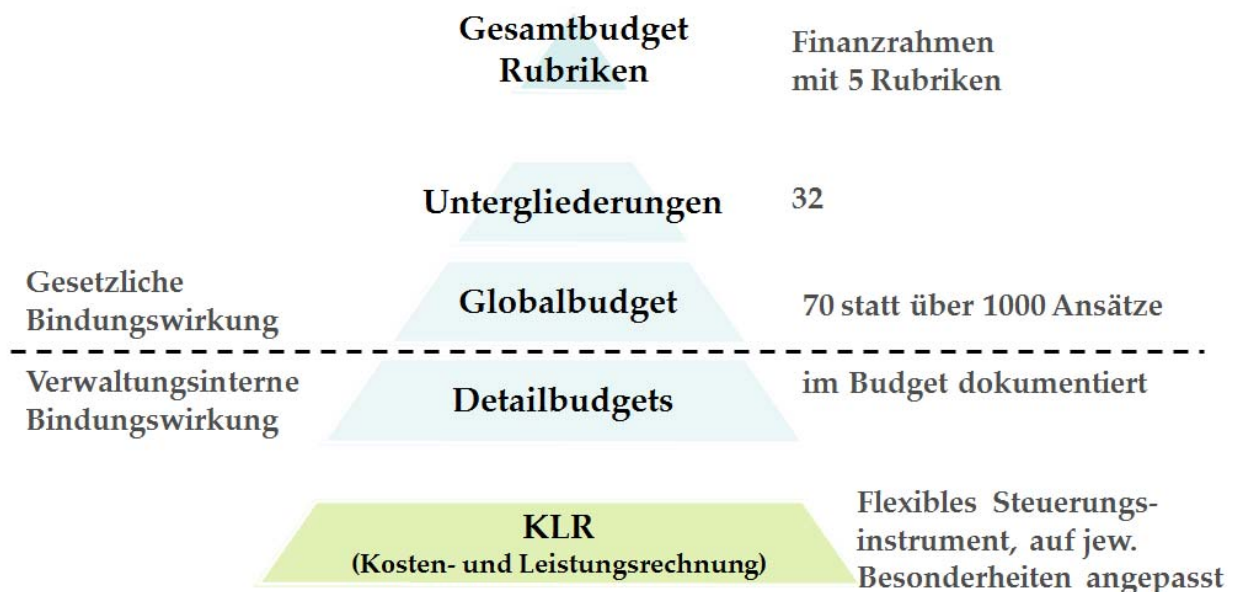 Gesamtbudget
Rubriken
Finanzrahmen
mit 5 Rubriken
Untergliederungen
32
Gesetzliche
Bindungswirkung
Globalbudget
70 statt über 1000 Ansätze
Verwaltungsinterne
Bindungswirkung
Detailbudgets
im Budget dokumentiert
KLR
(Kosten- und Leistungsrechnung)
Flexibles Steuerungs-
instrument, auf jew.
Besonderheiten angepasst